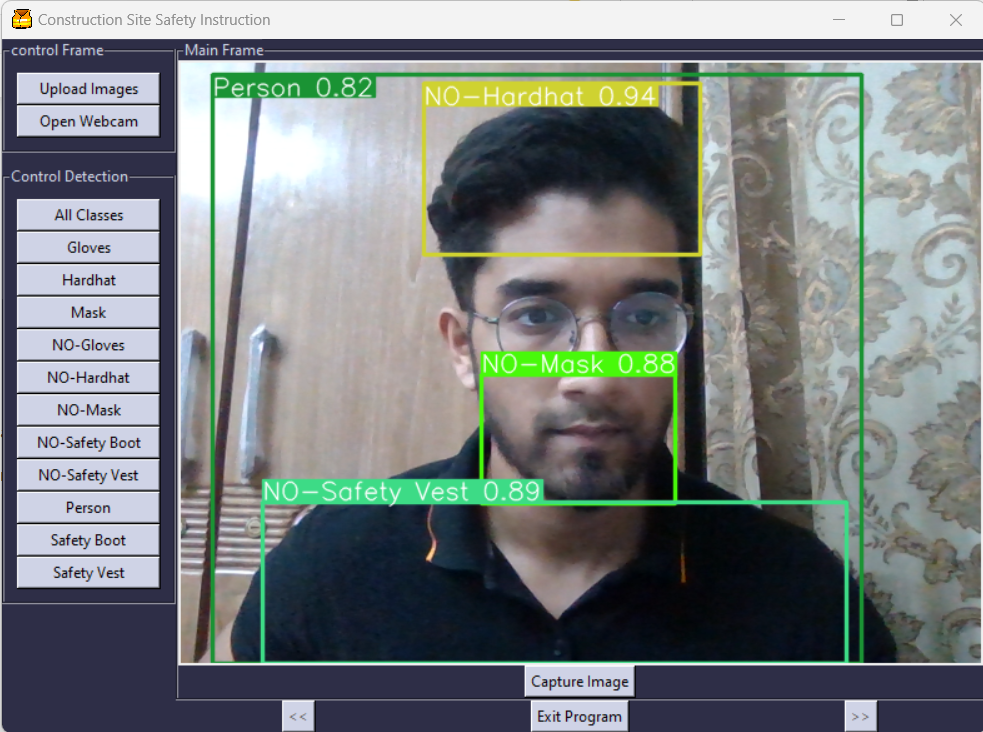 Construction Site Safety Instruction
control Frame
Upload Images
Open Webcam
Control Detection
All Classes
Gloves
Hardhat
Mask
NO-Gloves
NO-Hardhat
NO-Mask
NO-Safety Boot
NO-Safety Vest
Person
Safety Boot
Safety Vest
Main Frame
Person 0.82
NO-Hardhat 0.94
NO-Mask 0.88
NO-Safety Vest 0.89
Capture Image
<< Exit Program >>